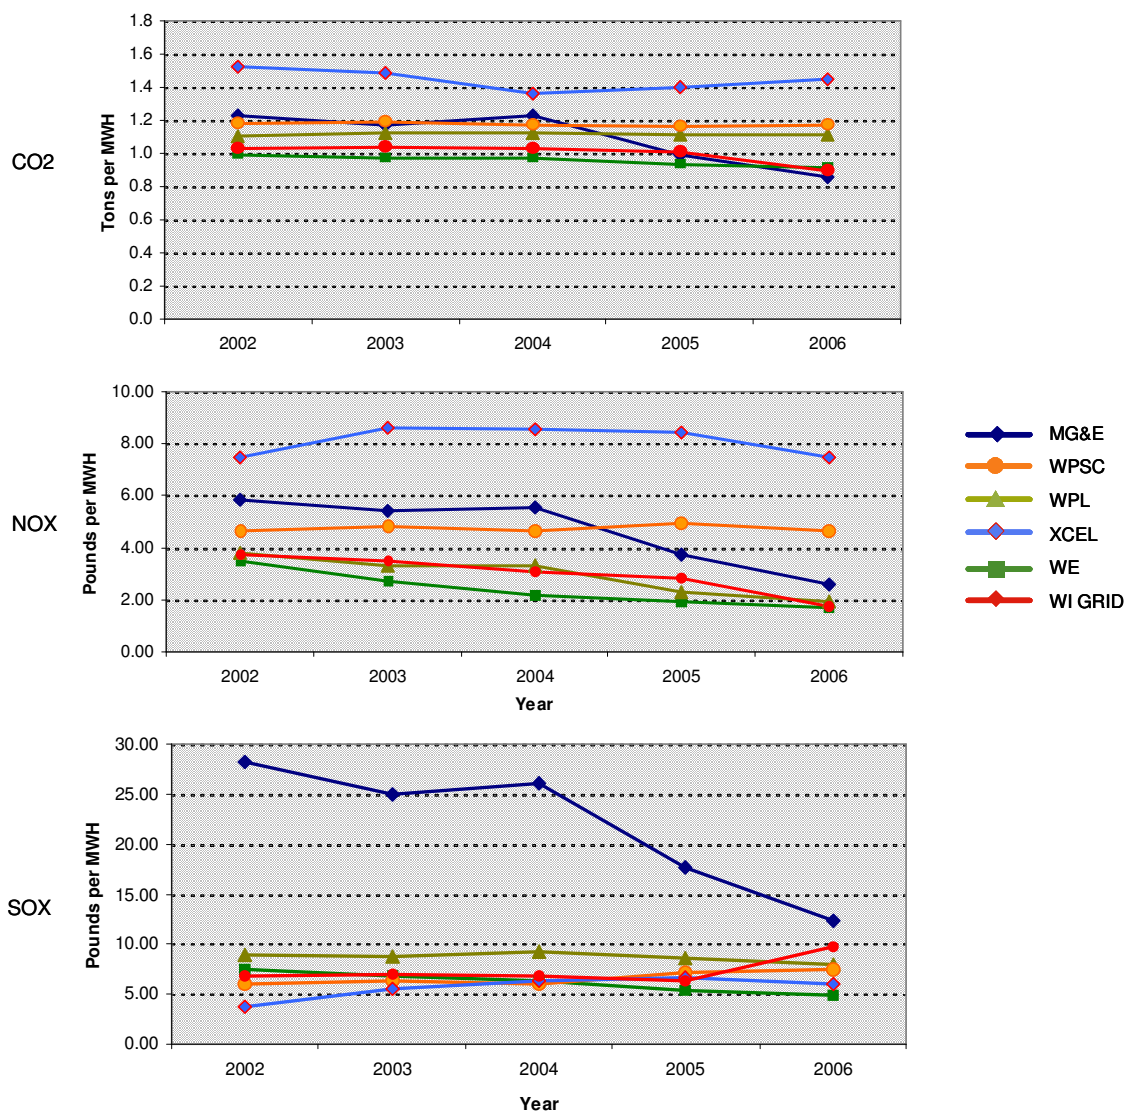 CO2
Tons per MWH
1.8
1.6
1.4
1.2
1.0
0.8
0.6
0.4
0.2
0.0
2002 2003 2004 2005 2006
NOX
Pounds per MWH
10.00
8.00
6.00
4.00
2.00
0.00
2002 2003 2004 2005 2006
Year
MG&E
WPSC
WPL
XCEL
WE
WI GRID
SOX
Pounds per MWH
30.00
25.00
20.00
15.00
10.00
5.00
0.00
2002 2003 2004 2005 2006
Year